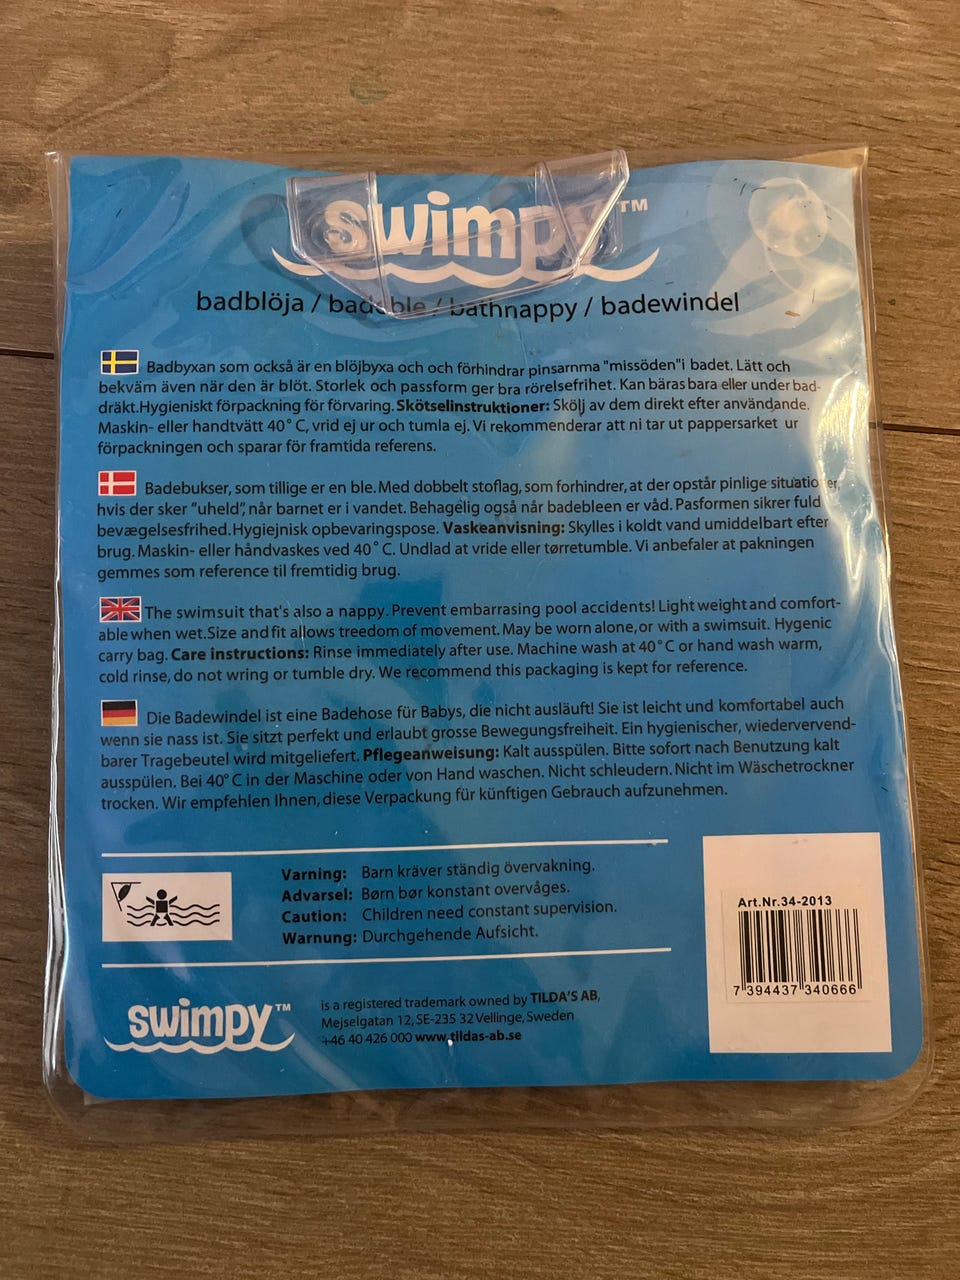 swimpy™
badblöja / badeble / bathnappy / badewindel
Badbyxan som också är en blöjbyxa och och förhindrar pinsarnma "missöden"i badet. Lätt och
bekväm även när den är blöt. Storlek och passform ger bra rörelsefrihet. Kan bäras bara eller under bad-
dräkt.Hygieniskt förpackning för förvaring. Skötselinstruktioner: Skölj av dem direkt efter användande.
Maskin- eller handtvätt 40°C, vrid ej ur och tumla ej. Vi rekommenderar att ni tar ut pappersarket ur
förpackningen och sparar för framtida referens.
Badebukser, som tillige er en ble. Med dobbelt stoflag, som forhindrer, at der opstår pinlige situationer,
hvis der sker "uheld", når barnet er i vandet. Behagelig også når badebleen er våd. Pasformen sikrer fuld
bevægelsesfrihed. Hygiejnisk opbevaringspose. Vaskeanvisning: Skylles i koldt vand umiddelbart efter
brug. Maskin- eller håndvaskes ved 40°C. Undlad at vride eller tørretumble. Vi anbefaler at pakningen
gemmes som reference til fremtidig brug.
The swimsuit that's also a nappy. Prevent embarrasing pool accidents! Light weight and comfort-
able when wet. Size and fit allows treedom of movement. May be worn alone, or with a swimsuit. Hygenic
carry bag. Care instructions: Rinse immediately after use. Machine wash at 40°C or hand wash warm,
cold rinse, do not wring or tumble dry. We recommend this packaging is kept for reference.
Die Badewindel ist eine Badehose für Babys, die nicht ausläuft! Sie ist leicht und komfortabel auch
wenn sie nass ist. Sie sitzt perfekt und erlaubt grosse Bewegungsfreiheit. Ein hygienischer, wiedervervend-
barer Tragebeutel wird mitgeliefert. Pflegeanweisung: Kalt ausspülen. Bitte sofort nach Benutzung kalt
ausspülen. Bei 40°C in der Maschine oder von Hand waschen. Nicht schleudern. Nicht im Wäschetrockner
trocken. Wir empfehlen Ihnen, diese Verpackung für künftigen Gebrauch aufzunehmen.
Varning: Barn kräver ständig övervakning.
Advarsel: Børn bør konstant overvåges.
Caution: Children need constant supervision.
Warnung: Durchgehende Aufsicht.
Art.Nr.34-2013
7 394437 340666
swimpy™
is a registered trademark owned by TILDA'S AB,
Mejselgatan 12, SE-235 32 Vellinge, Sweden
+46 40 426 000 www.tildas-ab.se